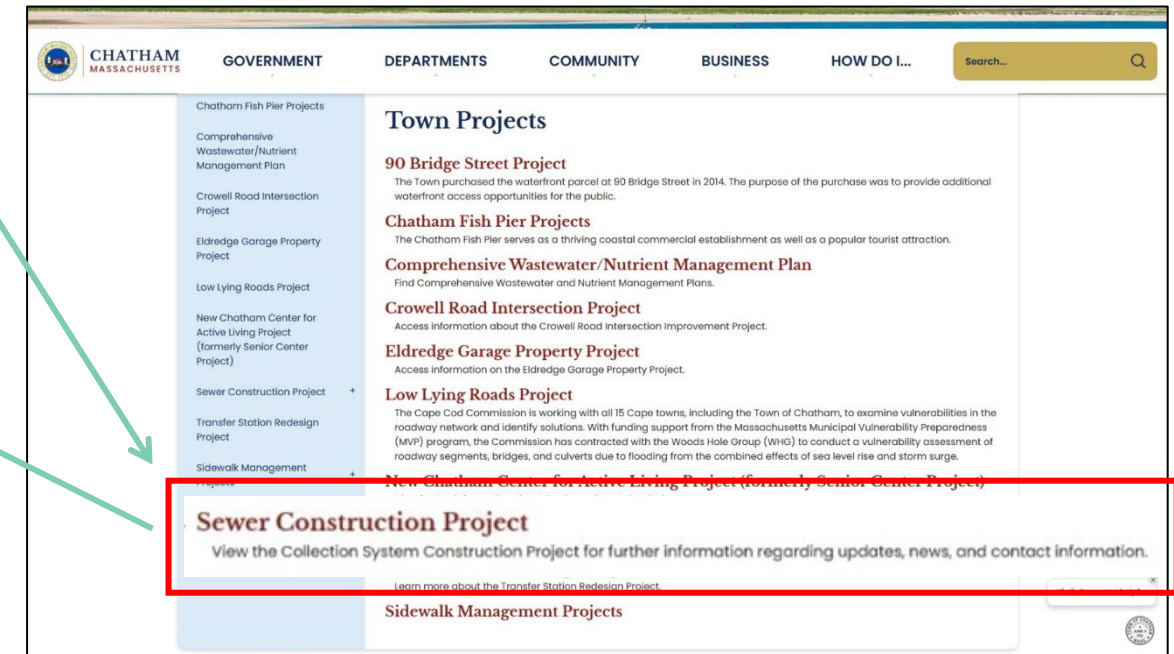 CHATHAM
MASSACHUSETTS
GOVERNMENT
DEPARTMENTS
COMMUNITY
BUSINESS
HOW DO I...
Search...
Chatham Fish Pier Projects
Comprehensive
Wastewater/Nutrient
Management Plan
Crowell Road Intersection
Project
Eldredge Garage Property
Project
Low Lying Roads Project
New Chatham Center for
Active Living Project
(formerly Senior Center
Project)
Sewer Construction Project +
Transfer Station Redesign
Project
Sidewalk Management +
Projects
Town Projects
90 Bridge Street Project
The Town purchased the waterfront parcel at 90 Bridge Street in 2014. The purpose of the purchase was to provide additional
waterfront access opportunities for the public.
Chatham Fish Pier Projects
The Chatham Fish Pier serves as a thriving coastal commercial establishment as well as a popular tourist attraction.
Comprehensive Wastewater/Nutrient Management Plan
Find Comprehensive Wastewater and Nutrient Management Plans.
Crowell Road Intersection Project
Access information about the Crowell Road Intersection Improvement Project.
Eldredge Garage Property Project
Access information on the Eldredge Garage Property Project.
Low Lying Roads Project
The Cape Cod Commission is working with all 15 Cape towns, including the Town of Chatham, to examine vulnerabilities in the
roadway network and identify solutions. With funding support from the Massachusetts Municipal Vulnerability Preparedness
(MVP) program, the Commission has contracted with the Woods Hole Group (WHG) to conduct a vulnerability assessment of
roadway segments, bridges, and culverts due to flooding from the combined effects of sea level rise and storm surge.
New Chatham Center for Active Living Project (formerly Senior Center Project)
Sewer Construction Project
View the Collection System Construction Project for further information regarding updates, news, and contact information.
Learn more about the Transfer Station Redesign Project.
Sidewalk Management Projects